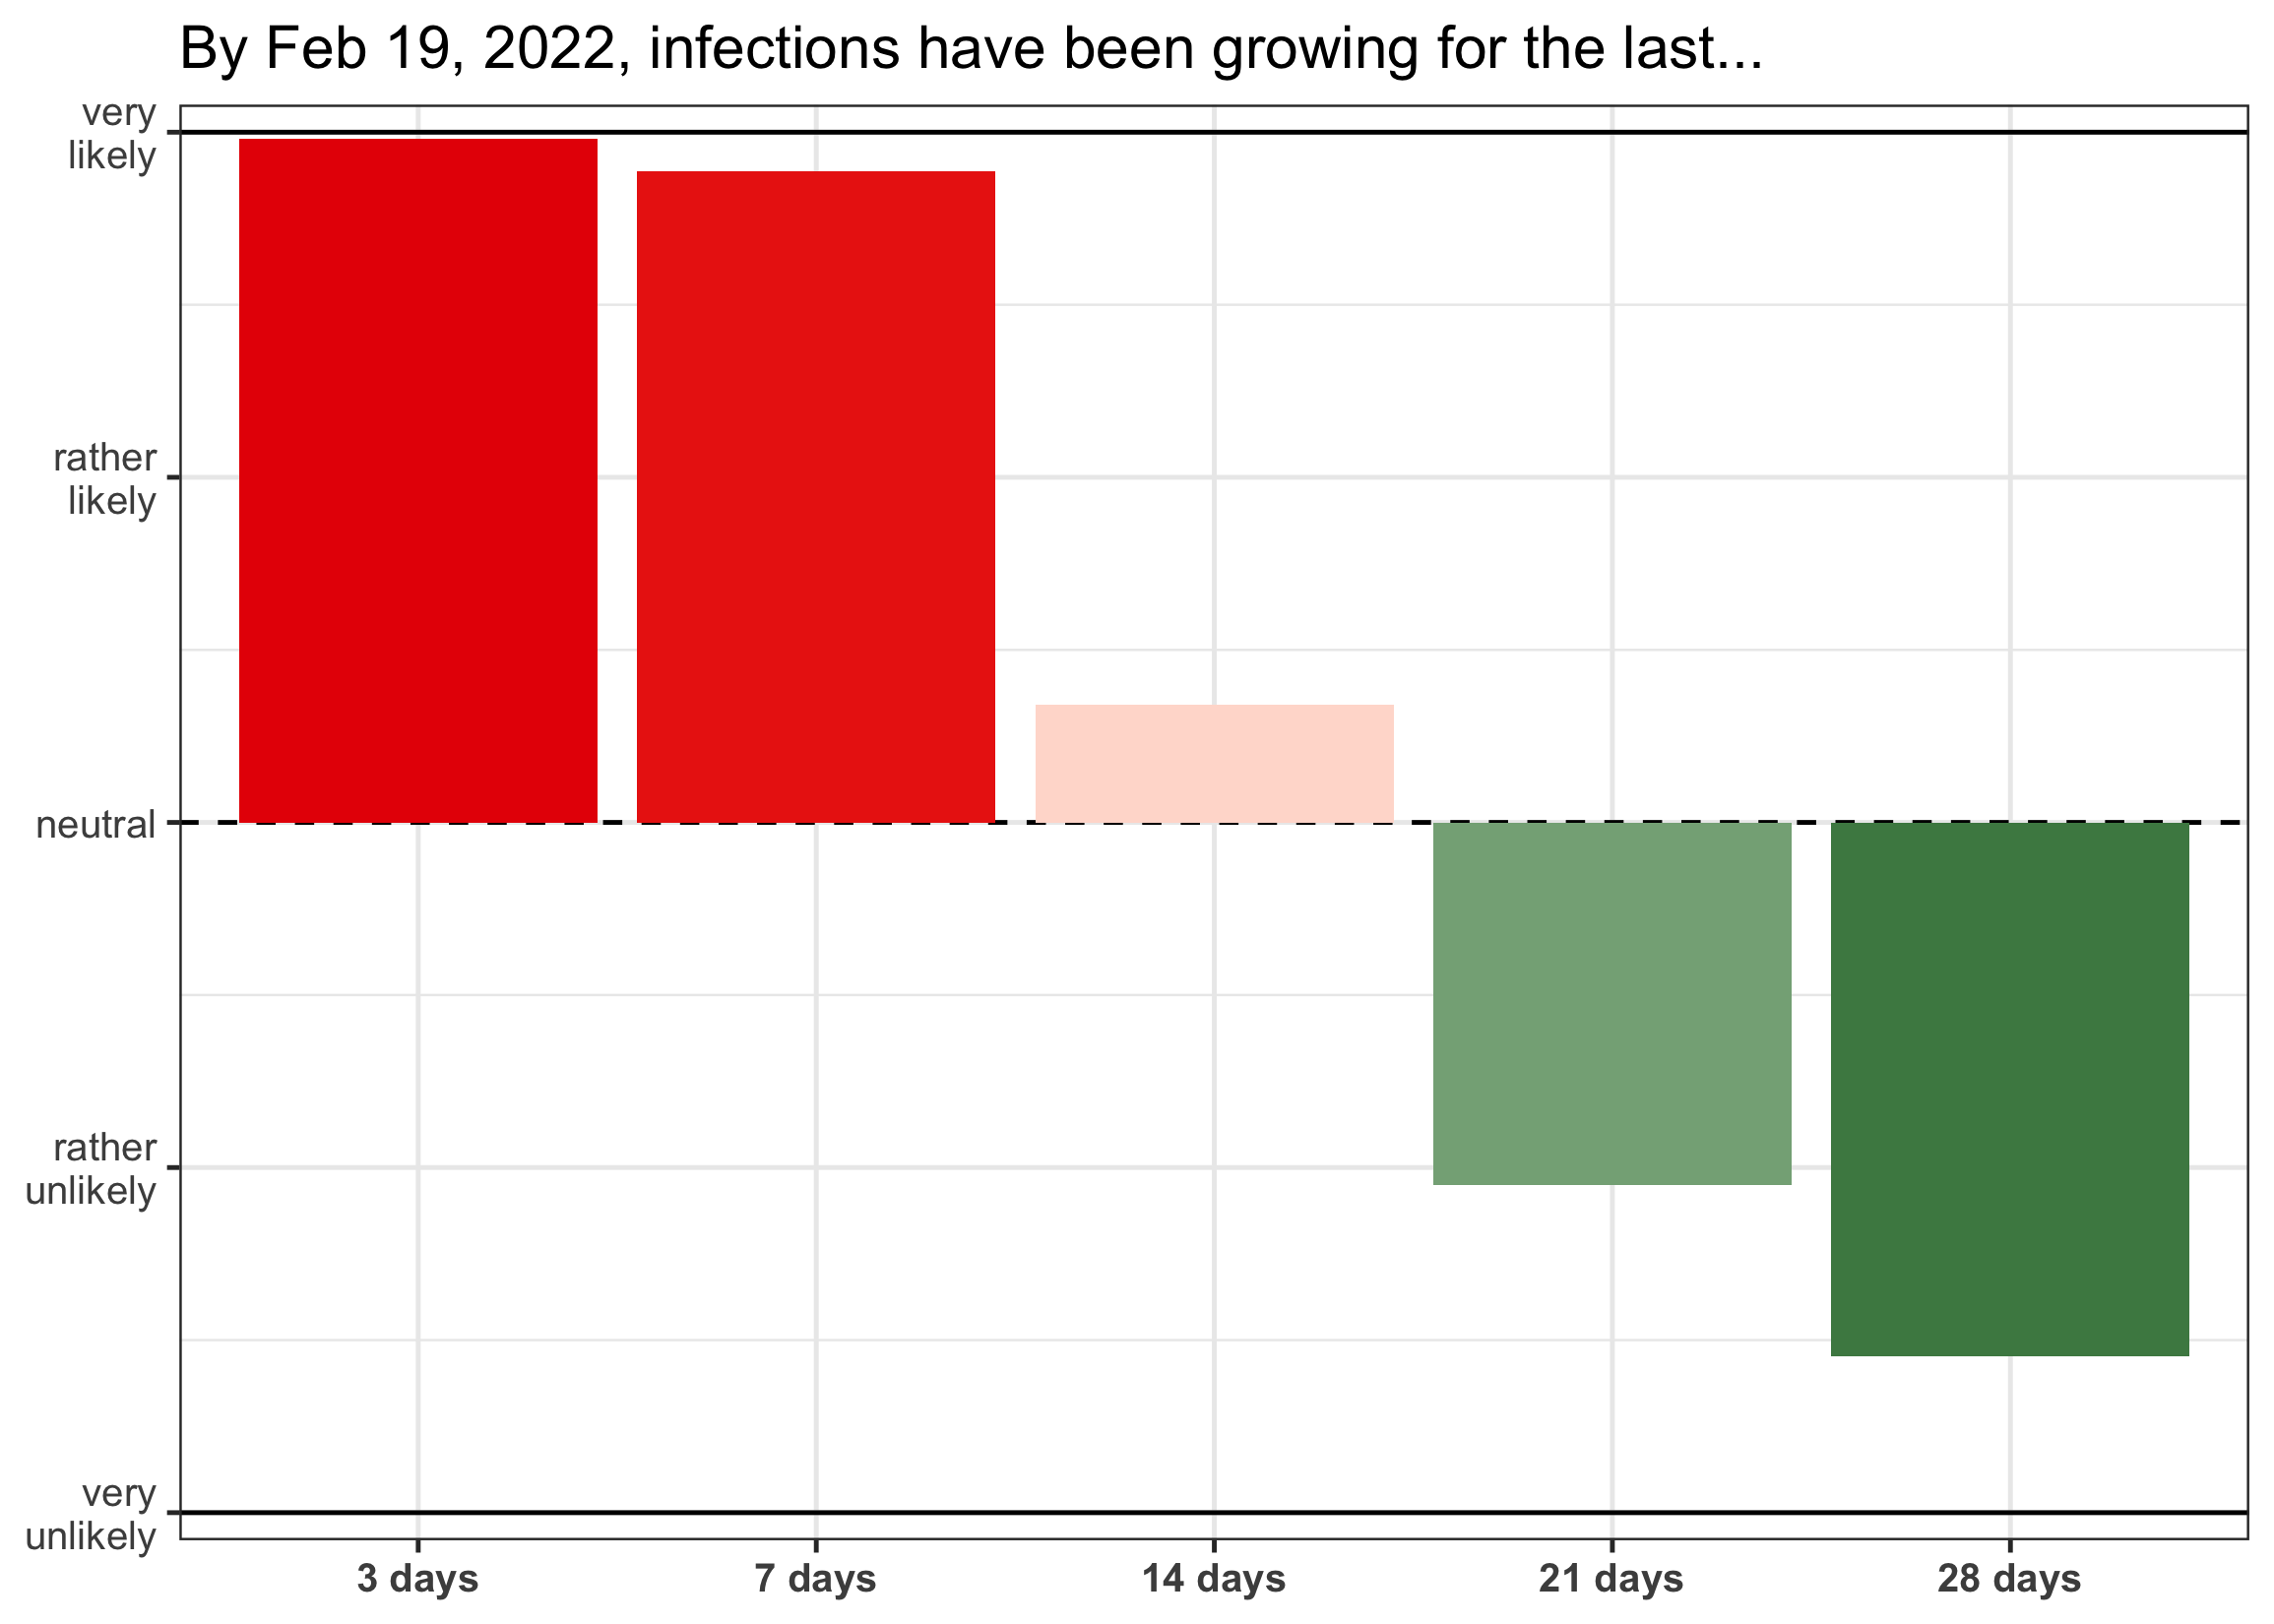 By Feb 19, 2022, infections have been growing for the last...
very
likely
rather
likely
neutral
rather
unlikely
very
unlikely
3 days
7 days
14 days
21 days
28 days